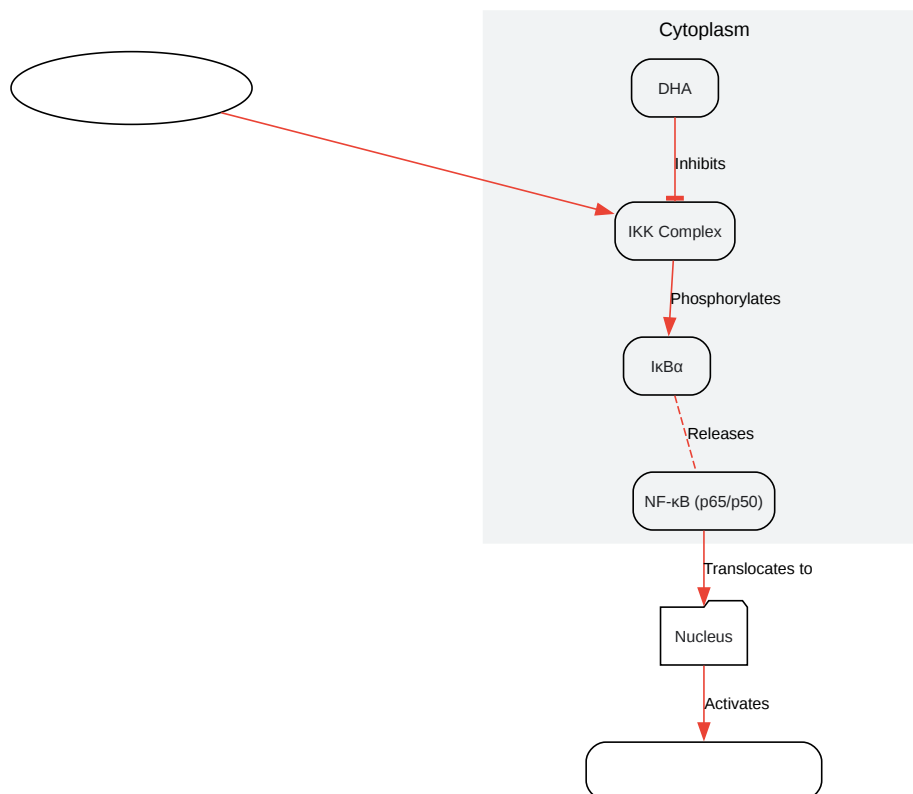 Cytoplasm
DHA
Inhibits
IKK Complex
Phosphorylates
IκBα
Releases
NF-κB (p65/p50)
Translocates to
Nucleus
Activates